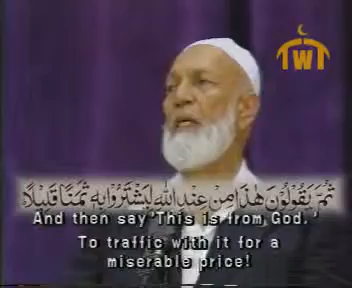 TWT
ثُمَّ يَقُولُونَ هَٰذَا مِنْ عِندِ اللَّهِ لِيَشْتَرُوا بِهِ ثَمَنًا قَلِيلًا
And then say 'This is from God.'
To traffic with it for a
miserable price!